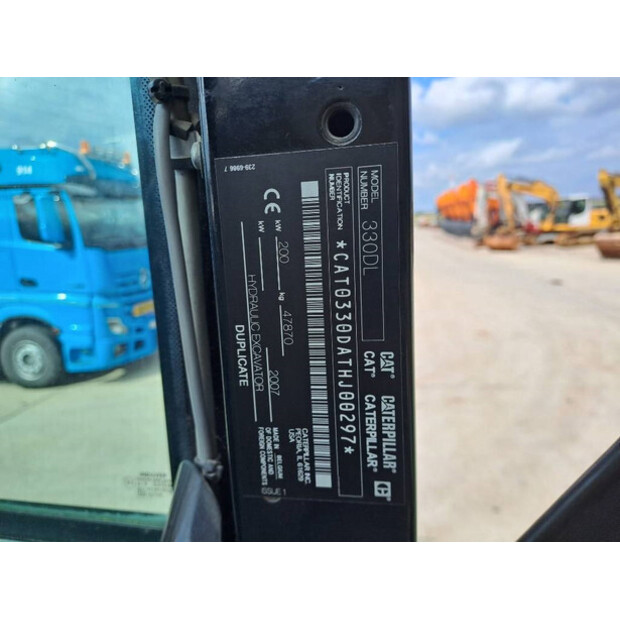 MODEL NUMBER 330DL
PRODUCT IDENTIFICATION NUMBER
*CAT0330DATHJ00297*
CAT® CATERPILLAR®
CAT® CATERPILLAR® C
239-6986 7
CE kW 200 kg 47870
kW 2007
HYDRAULIC EXCAVATOR
DUPLICATE
CATERPILLAR INC.
PEORIA, IL 61629
USA
MADE IN BELGIUM
OF DOMESTIC AND
FOREIGN COMPONENTS
ISSUE 1